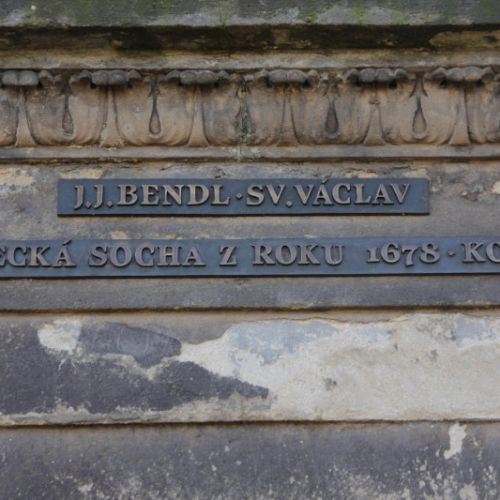 J.J.BENDL·SV.VÁCLAV
ECKÁ SOCHA Z ROKU 1678·KO